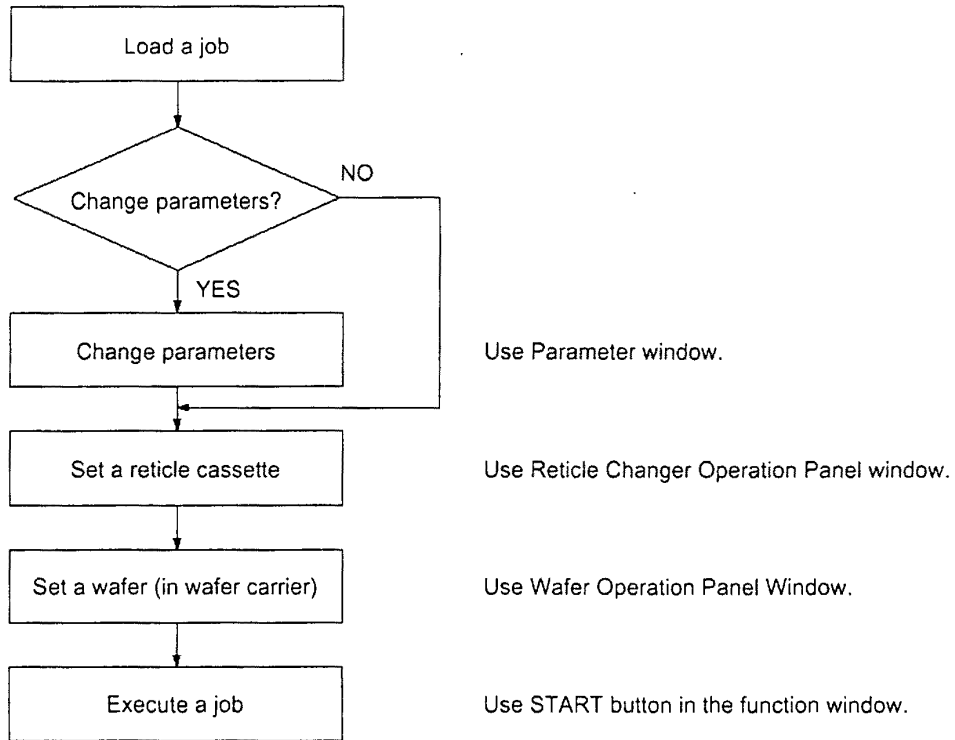 Load a job
Change parameters?
NO
YES
Change parameters
Use Parameter window.
Set a reticle cassette
Use Reticle Changer Operation Panel window.
Set a wafer (in wafer carrier)
Use Wafer Operation Panel Window.
Execute a job
Use START button in the function window.